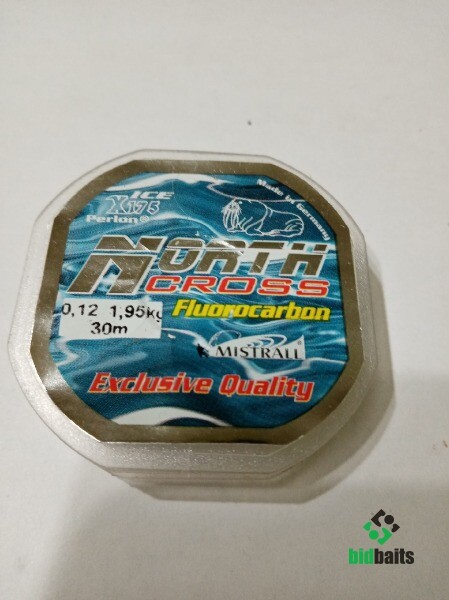 ICE
X175
Perlon®
Made in Germany
NORTH
CROSS
0,12 1,95kg
30m
Fluorocarbon
MISTRALL
Exclusive Quality
bidbaits